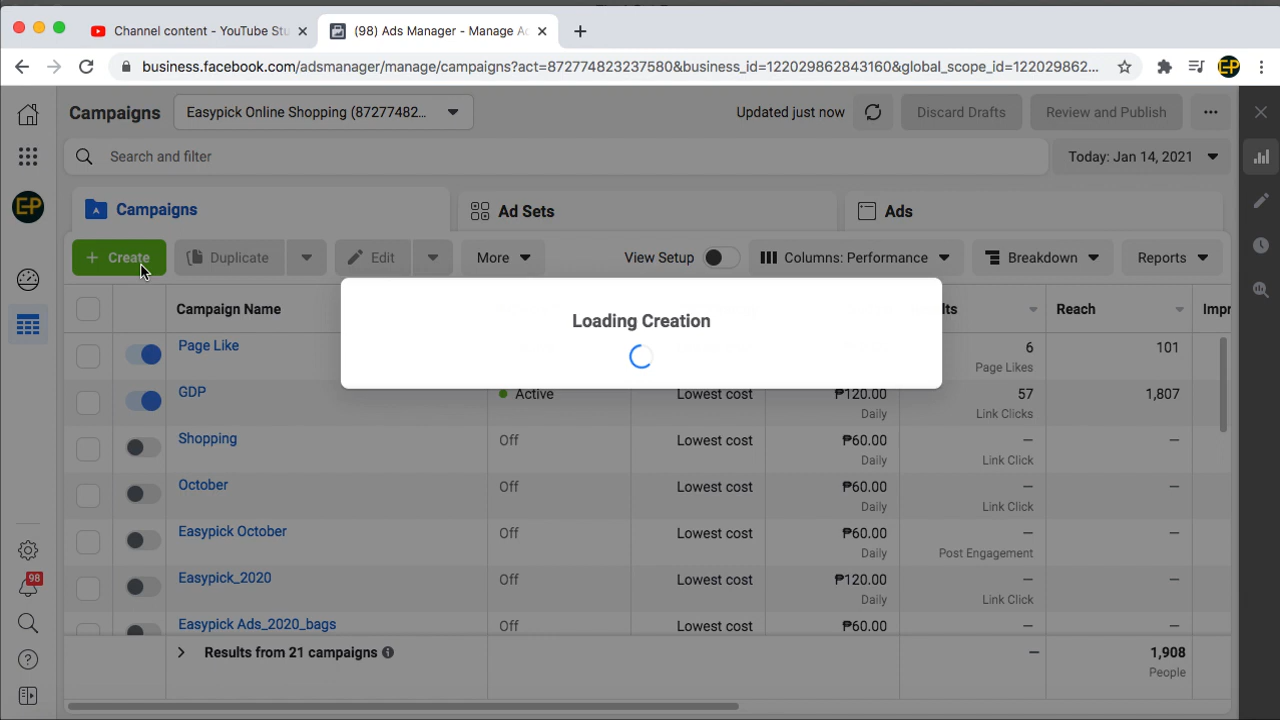 Channel content - YouTube Stu
(98) Ads Manager - Manage Ad
business.facebook.com/adsmanager/manage/campaigns?act=872774823237580&business_id=122029862843160&global_scope_id=122029862...
EP
Campaigns
Easypick Online Shopping (87277482...
Updated just now
Discard Drafts
Review and Publish
Search and filter
Today: Jan 14, 2021
EP
Campaigns
Ad Sets
Ads
+ Create
Duplicate
Edit
More
View Setup
Columns: Performance
Breakdown
Reports
Campaign Name
Reach
Loading Creation
Page Like
6
101
Page Likes
GDP
Active
Lowest cost
₱120.00
57
1,807
Daily
Link Clicks
Shopping
Off
Lowest cost
₱60.00
—
—
Daily
Link Click
October
Off
Lowest cost
₱60.00
—
—
Daily
Link Click
Easypick October
Off
Lowest cost
₱60.00
—
—
Daily
Post Engagement
Easypick_2020
Off
Lowest cost
₱120.00
—
—
Daily
Link Click
Easypick Ads_2020_bags
Off
Lowest cost
₱60.00
—
—
98
Results from 21 campaigns
—
1,908
People